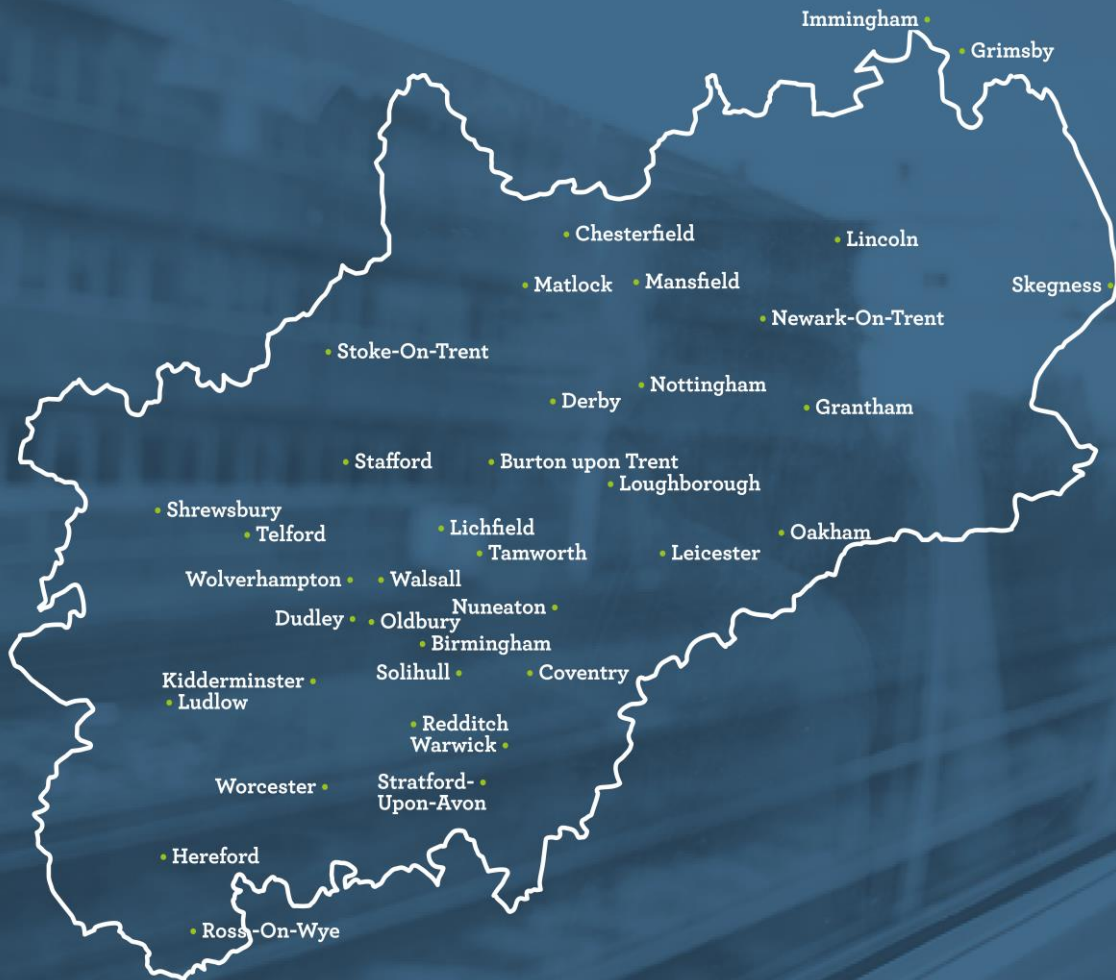 Immingham
Grimsby
Chesterfield
Lincoln
Matlock
Mansfield
Skegness
Newark-On-Trent
Stoke-On-Trent
Nottingham
Derby
Grantham
Stafford
Burton upon Trent
Loughborough
Shrewsbury
Telford
Lichfield
Oakham
Tamworth
Leicester
Wolverhampton
Walsall
Nuneaton
Dudley
Oldbury
Birmingham
Solihull
Coventry
Kidderminster
Ludlow
Redditch
Warwick
Worcester
Stratford-
Upon-Avon
Hereford
Ross-On-Wye